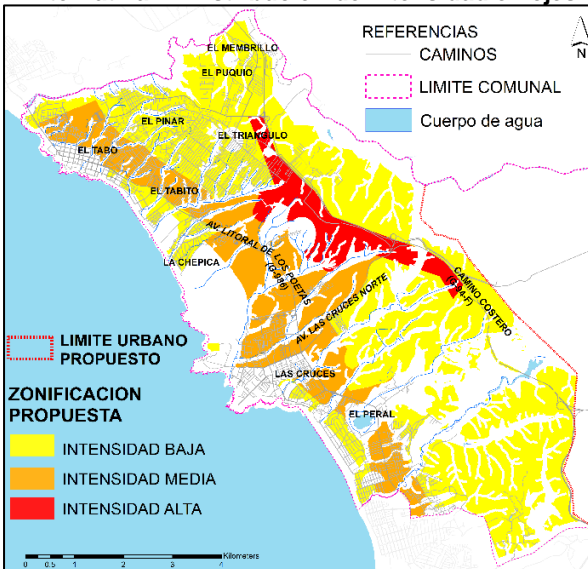 REFERENCIAS
CAMINOS
LIMITE COMUNAL
Cuerpo de agua
N
EL MEMBRILLO
EL PUQUIO
EL PINAR
EL TRIANGULO
EL TABO
EL TABITO
AV. LITORAL DE LOS POETAS
(G-986)
LA CHEPICA
AV. LAS CRUCES NORTE
CAMINO COSTERO
(G-94-F)
LAS CRUCES
EL PERAL
LIMITE URBANO
PROPUESTO
ZONIFICACION
PROPUESTA
INTENSIDAD BAJA
INTENSIDAD MEDIA
INTENSIDAD ALTA
Kilometers
0 0.5 1 2 3 4